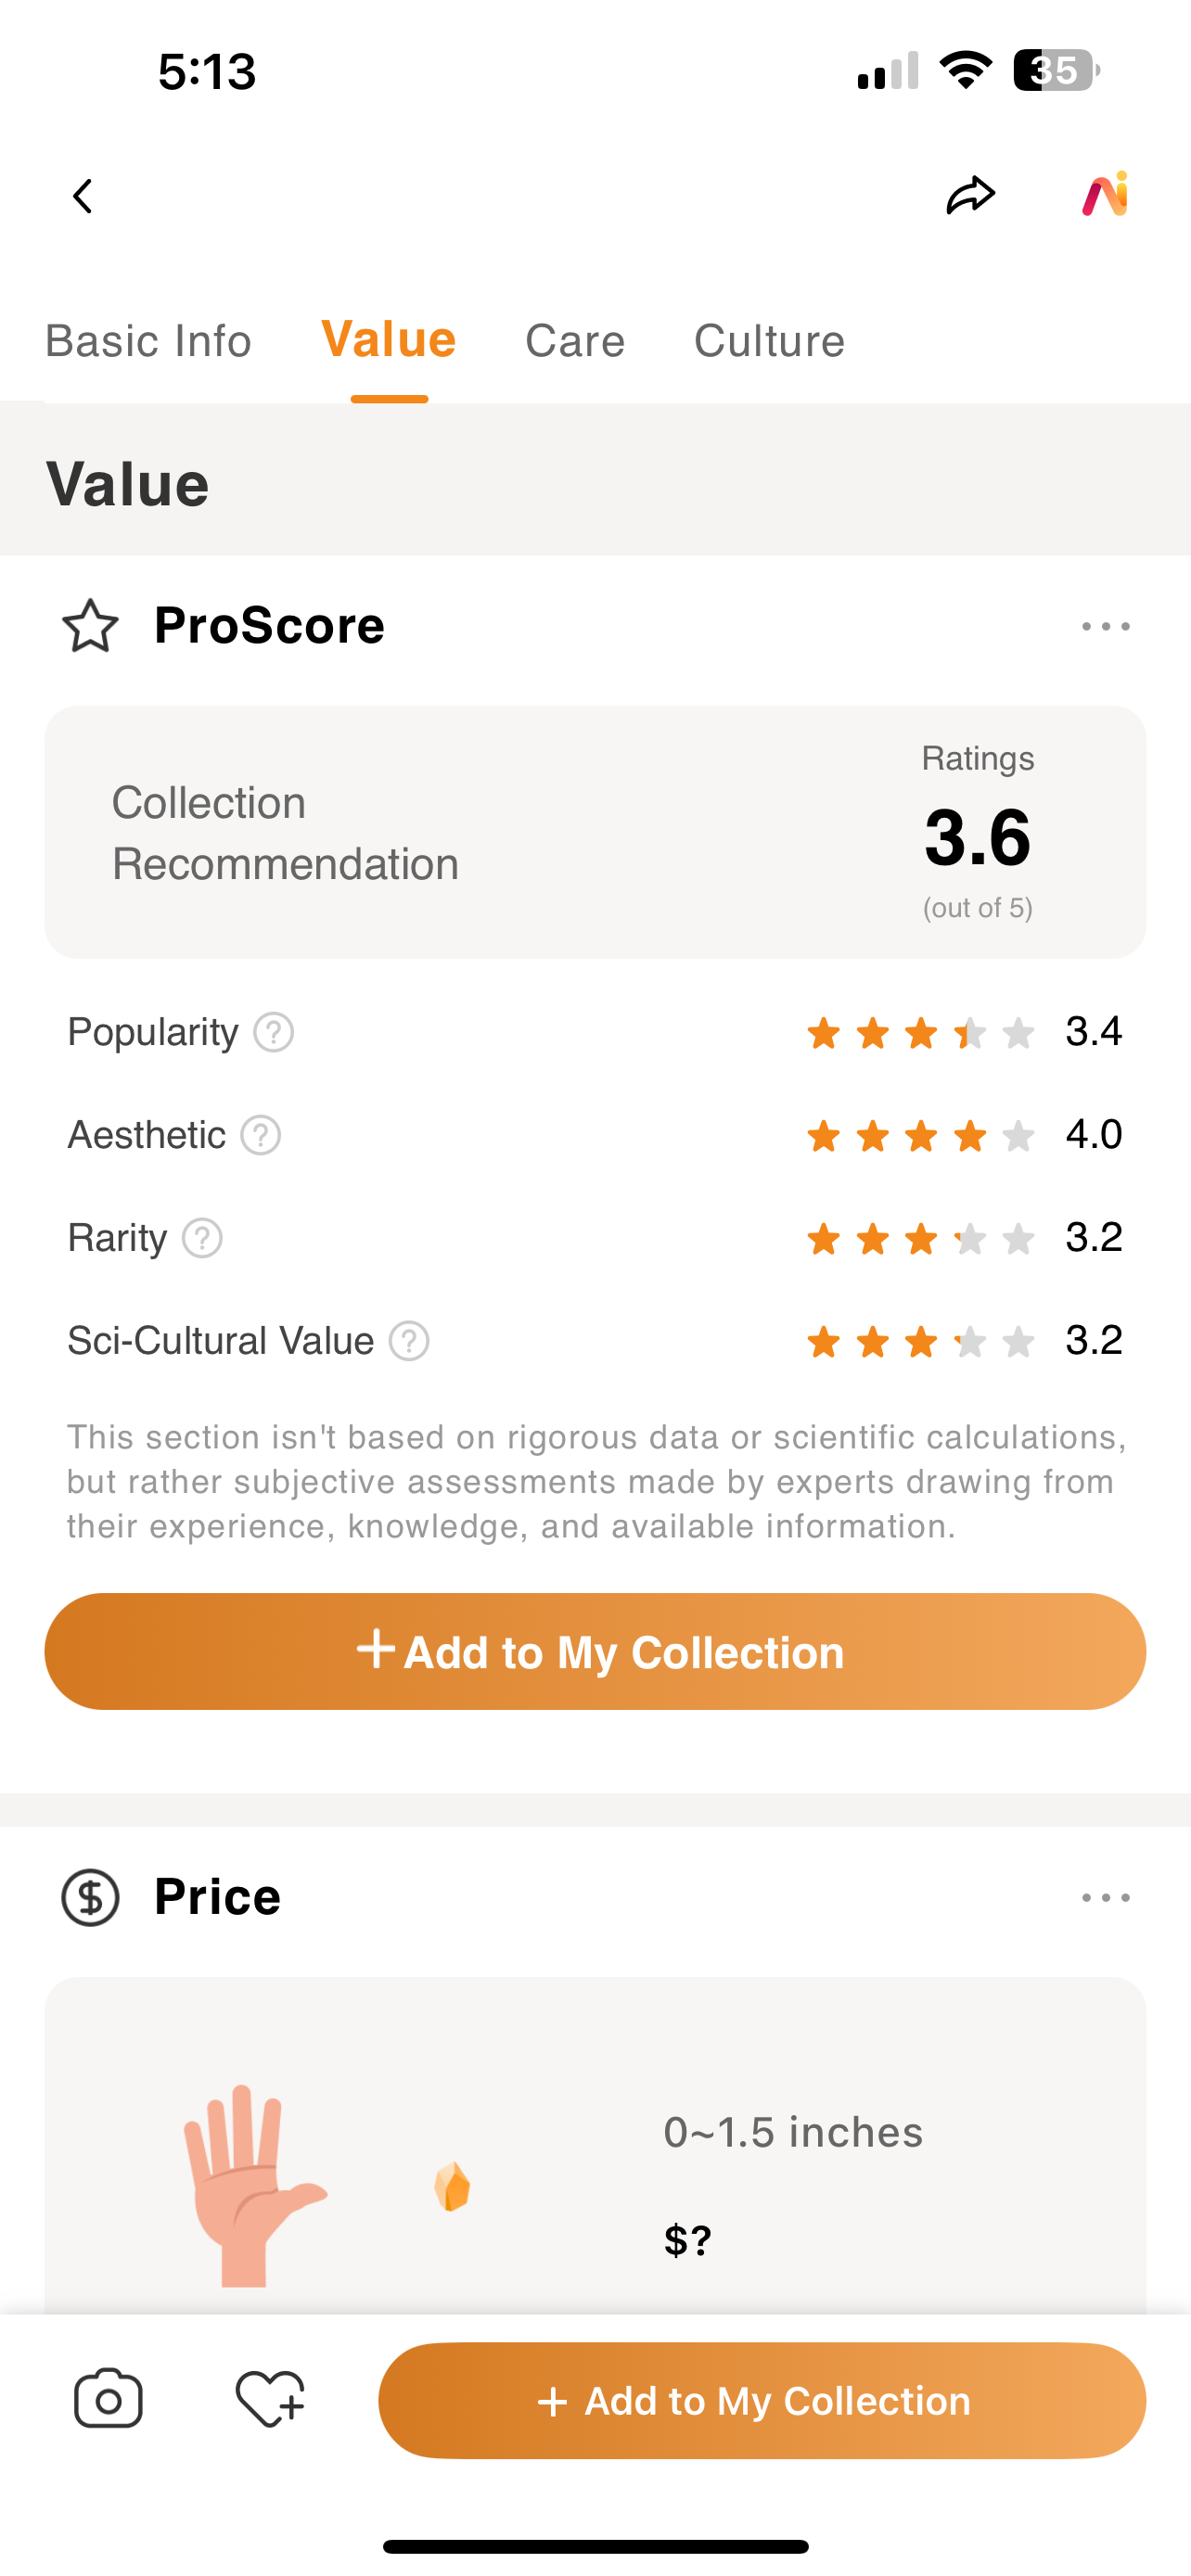 5:13
35
Basic Info
Value
Care
Culture
Value
ProScore
Collection
Recommendation
Ratings
3.6
(out of 5)
Popularity ? 3.4
Aesthetic ? 4.0
Rarity ? 3.2
Sci-Cultural Value ? 3.2
This section isn't based on rigorous data or scientific calculations,
but rather subjective assessments made by experts drawing from
their experience, knowledge, and available information.
+Add to My Collection
$ Price
0~1.5 inches
$?
+ Add to My Collection